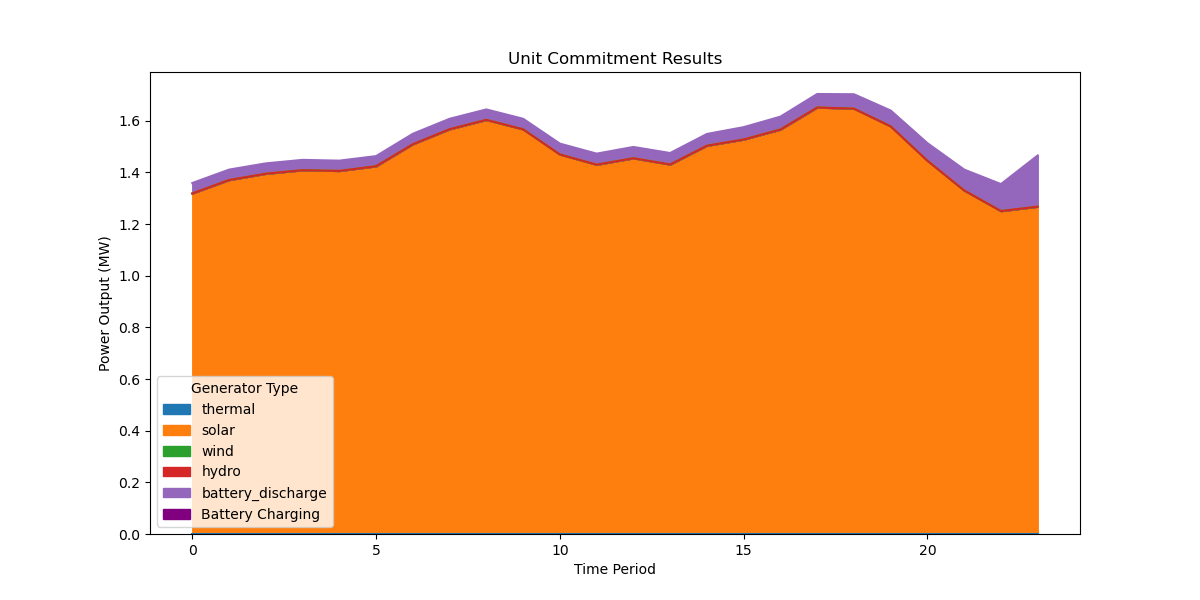 Unit Commitment Results
Power Output (MW)
1.6
1.4
1.2
1.0
0.8
0.6
0.4
0.2
0.0
Generator Type
thermal
solar
wind
hydro
battery_discharge
Battery Charging
0
5
10
15
20
Time Period